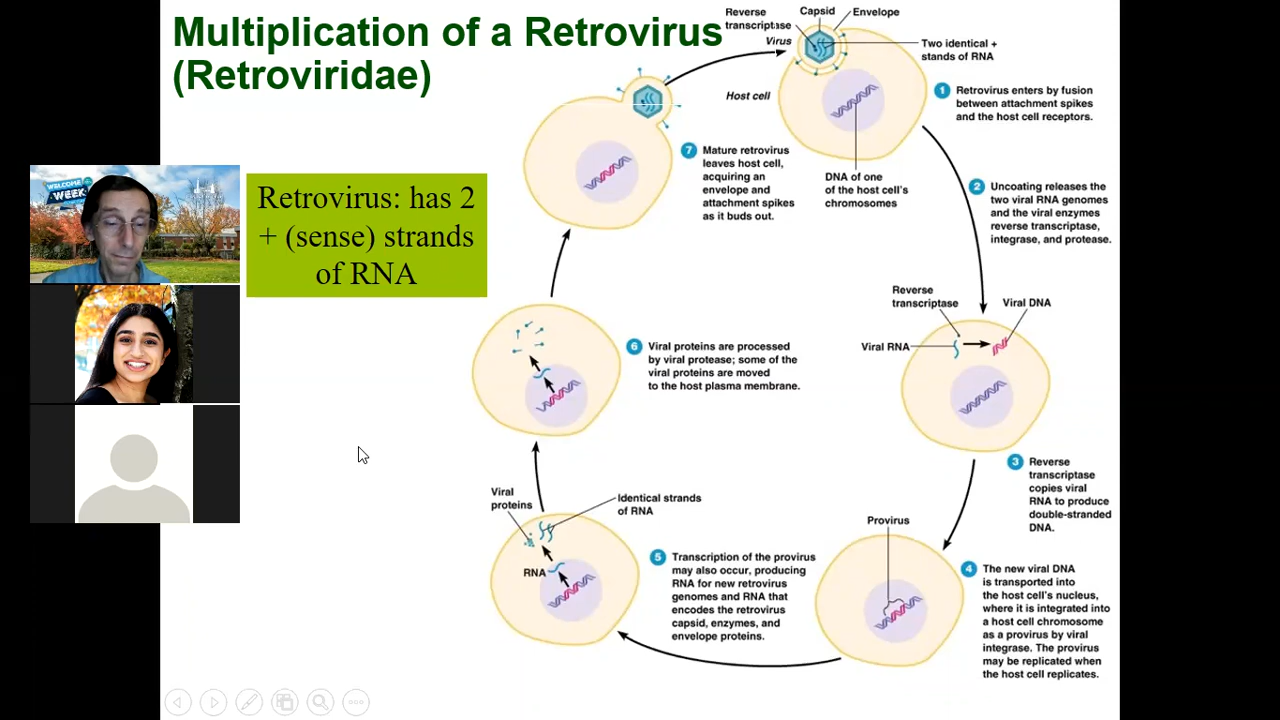 Multiplication of a Retrovirus
(Retroviridae)
Reverse
transcriptase
Capsid
Envelope
Virus
Two identical +
stands of RNA
Host cell
DNA of one
of the host cell's
chromosomes
1 Retrovirus enters by fusion
between attachment spikes
and the host cell receptors.
2 Uncoating releases the
two viral RNA genomes
and the viral enzymes
reverse transcriptase,
integrase, and protease.
7 Mature retrovirus
leaves host cell,
acquiring an
envelope and
attachment spikes
as it buds out.
WELCOME
WEEK
Retrovirus: has 2
+ (sense) strands
of RNA
Reverse
transcriptase
Viral DNA
Viral RNA
6 Viral proteins are processed
by viral protease; some of the
viral proteins are moved
to the host plasma membrane.
3 Reverse
transcriptase
copies viral
RNA to produce
double-stranded
DNA.
Viral
proteins
Identical strands
of RNA
RNA
5 Transcription of the provirus
may also occur, producing
RNA for new retrovirus
genomes and RNA that
encodes the retrovirus
capsid, enzymes, and
envelope proteins.
Provirus
4 The new viral DNA
is transported into
the host cell's nucleus,
where it is integrated into
a host cell chromosome
as a provirus by viral
integrase. The provirus
may be replicated when
the host cell replicates.